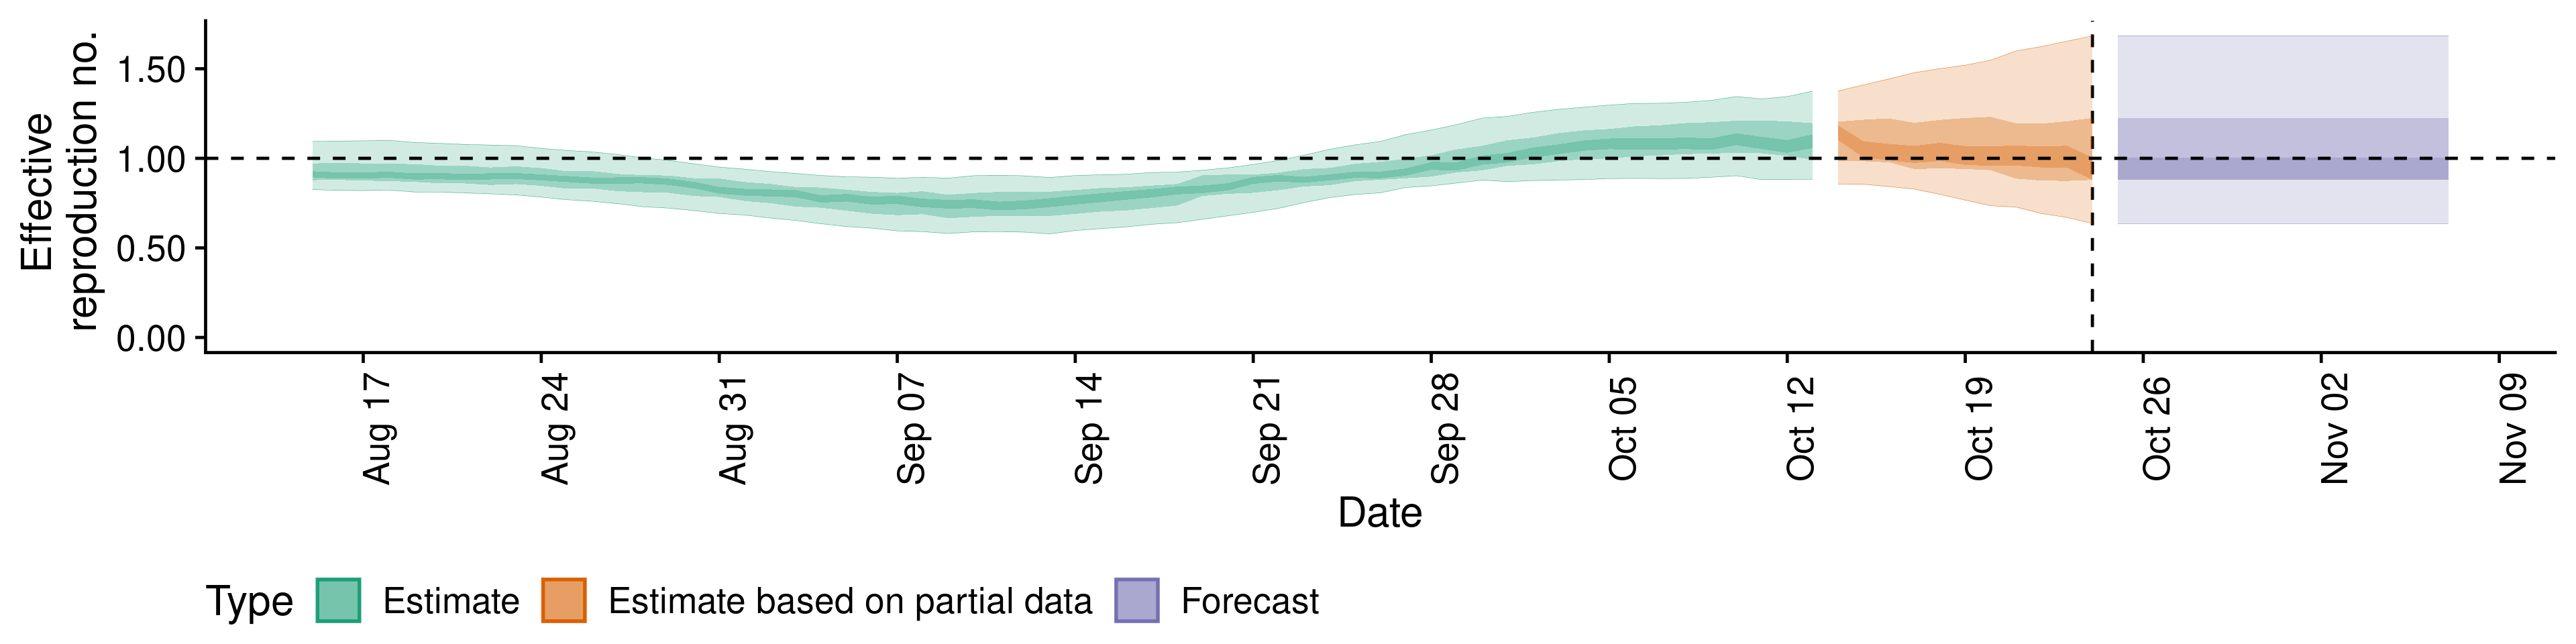 Effective
reproduction no.
1.50
1.00
0.50
0.00
Aug 17
Aug 24
Aug 31
Sep 07
Sep 14
Sep 21
Sep 28
Oct 05
Oct 12
Oct 19
Oct 26
Nov 02
Nov 09
Date
Type Estimate Estimate based on partial data Forecast